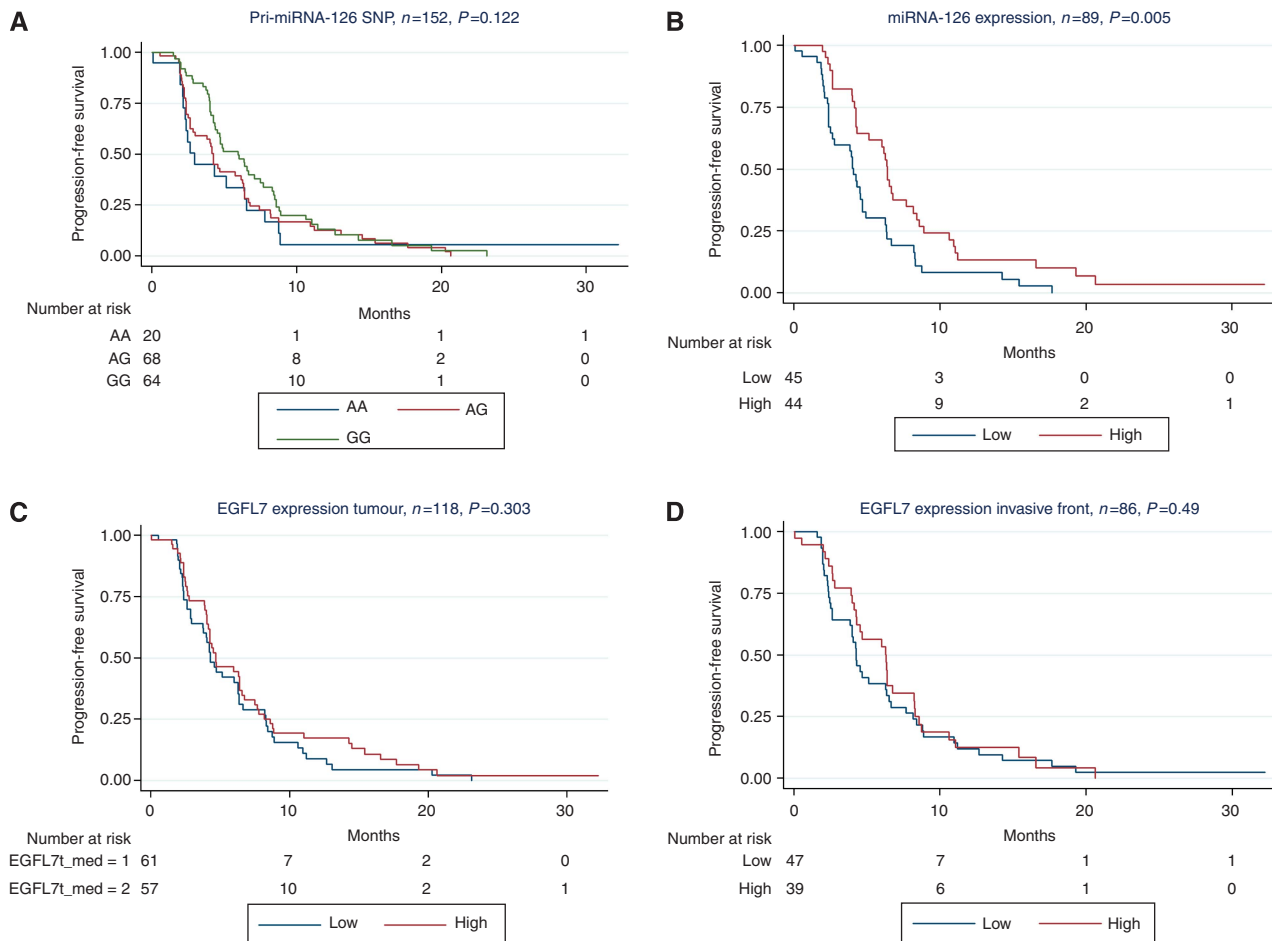 A
Pri-miRNA-126 SNP, n=152, P=0.122
Progression-free survival
1.00
0.75
0.50
0.25
0.00
0 10 20 30
Months
Number at risk
AA 20 1 1 1
AG 68 8 2 0
GG 64 10 1 0
AA AG
GG
B
miRNA-126 expression, n=89, P=0.005
Progression-free survival
1.00
0.75
0.50
0.25
0.00
0 10 20 30
Months
Number at risk
Low 45 3 0 0
High 44 9 2 1
Low High
C
EGFL7 expression tumour, n=118, P=0.303
Progression-free survival
1.00
0.75
0.50
0.25
0.00
0 10 20 30
Months
Number at risk
EGFL7t_med = 1 61 7 2 0
EGFL7t_med = 2 57 10 2 1
Low High
D
EGFL7 expression invasive front, n=86, P=0.49
Progression-free survival
1.00
0.75
0.50
0.25
0.00
0 10 20 30
Months
Number at risk
Low 47 7 1 1
High 39 6 1 0
Low High